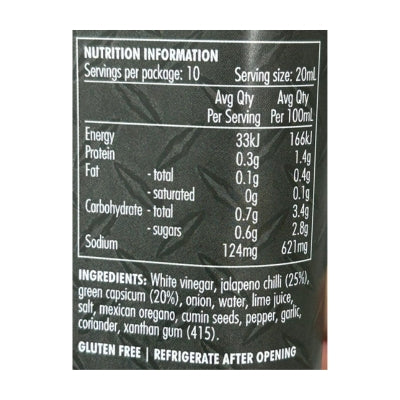 NUTRITION INFORMATION
Servings per package: 10 Serving size: 20mL
Avg Qty Avg Qty
Per Serving Per 100mL
Energy 33kJ 166kJ
Protein 0.3g 1.4g
Fat - total 0.1g 0.4g
- saturated 0g 0.1g
Carbohydrate - total 0.7g 3.4g
- sugars 0.6g 2.8g
Sodium 124mg 621mg
INGREDIENTS: White vinegar, jalapeno chilli (25%),
green capsicum (20%), onion, water, lime juice,
salt, mexican oregano, cumin seeds, pepper, garlic,
coriander, xanthan gum (415).
GLUTEN FREE | REFRIGERATE AFTER OPENING